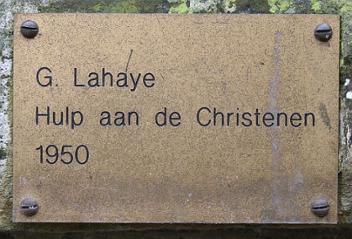 G. Lahaye
Hulp aan de Christenen
1950